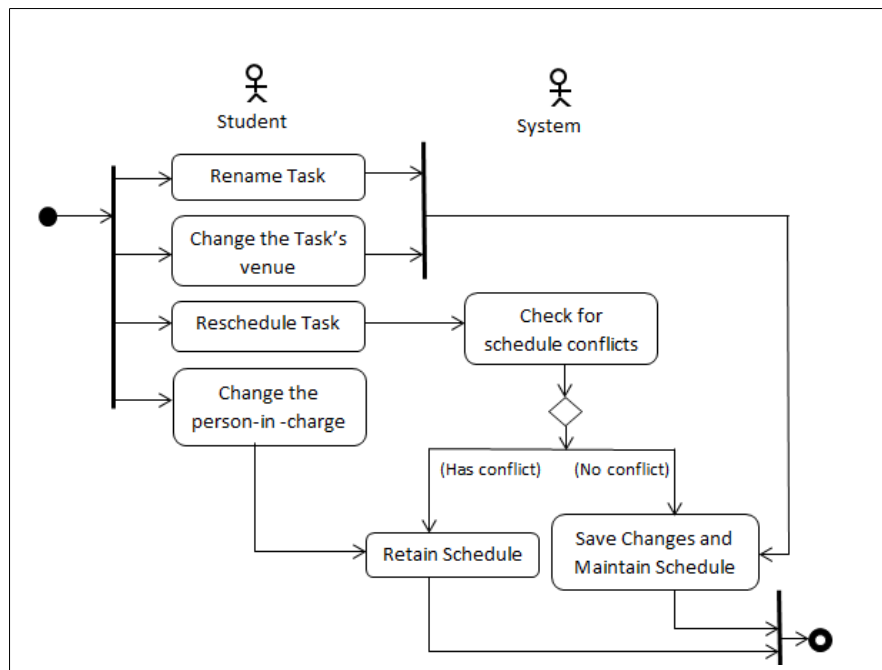 Student
System
Rename Task
Change the Task's
venue
Reschedule Task
Check for
schedule conflicts
Change the
person-in -charge
(Has conflict)
(No conflict)
Retain Schedule
Save Changes and
Maintain Schedule